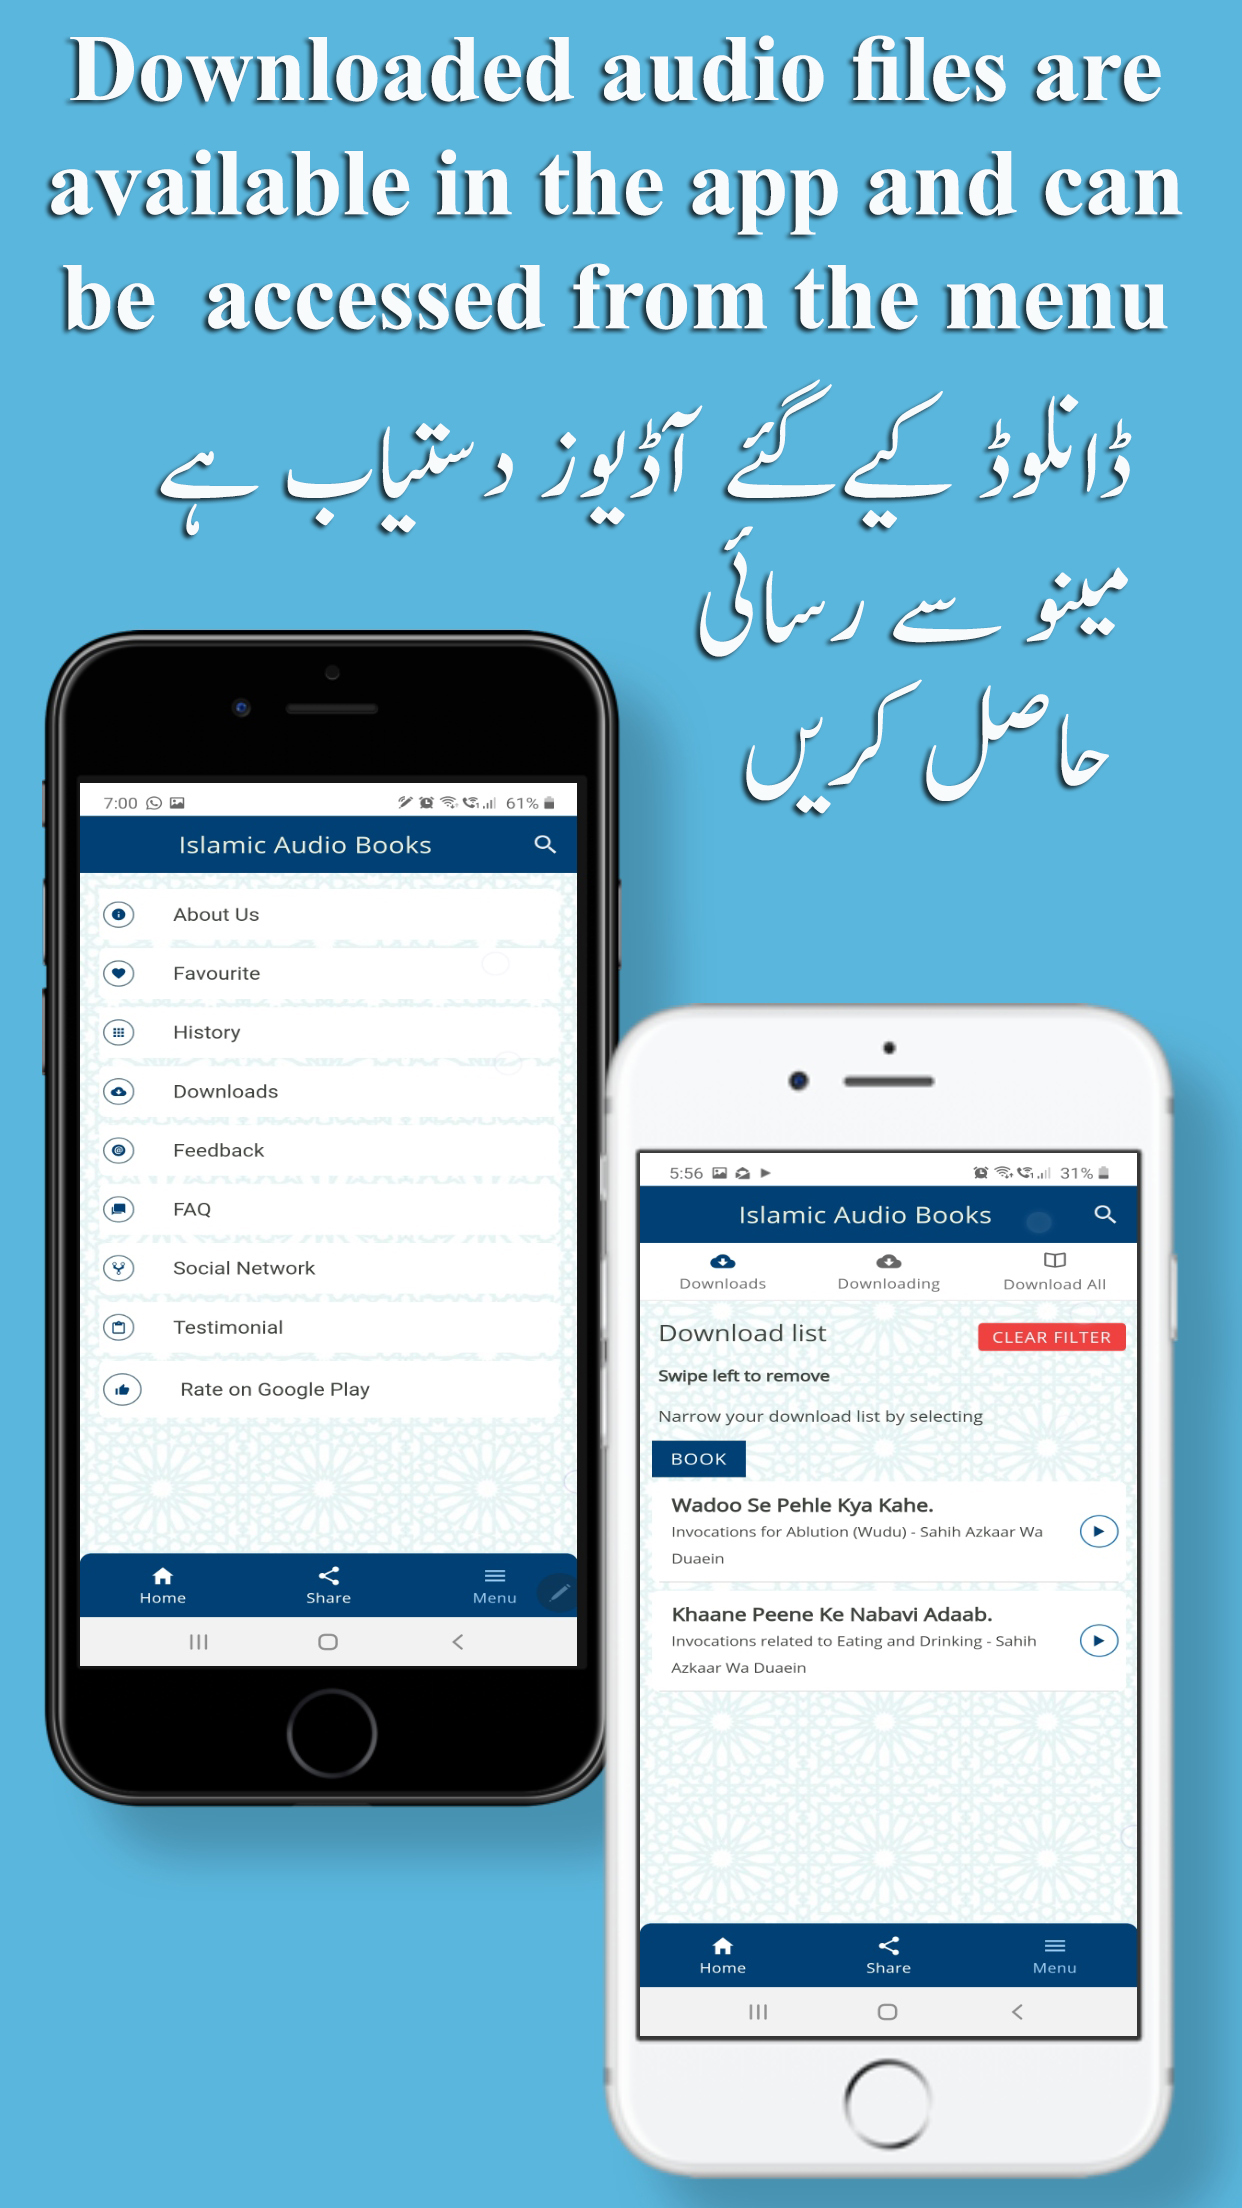 Downloaded audio files are
available in the app and can
be accessed from the menu
ڈانلوڈ کیے گئے آڈیوز دستیاب ہے
مینو سے رسائی
حاصل کریں
7:00 61%
Islamic Audio Books
About Us
Favourite
History
Downloads
Feedback
FAQ
Social Network
Testimonial
Rate on Google Play
Home Share Menu
5:56 31%
Islamic Audio Books
Downloads Downloading Download All
Download list CLEAR FILTER
Swipe left to remove
Narrow your download list by selecting
BOOK
Wadoo Se Pehle Kya Kahe.
Invocations for Ablution (Wudu) - Sahih Azkaar Wa
Duaein
Khaane Peene Ke Nabavi Adaab.
Invocations related to Eating and Drinking - Sahih
Azkaar Wa Duaein
Home Share Menu